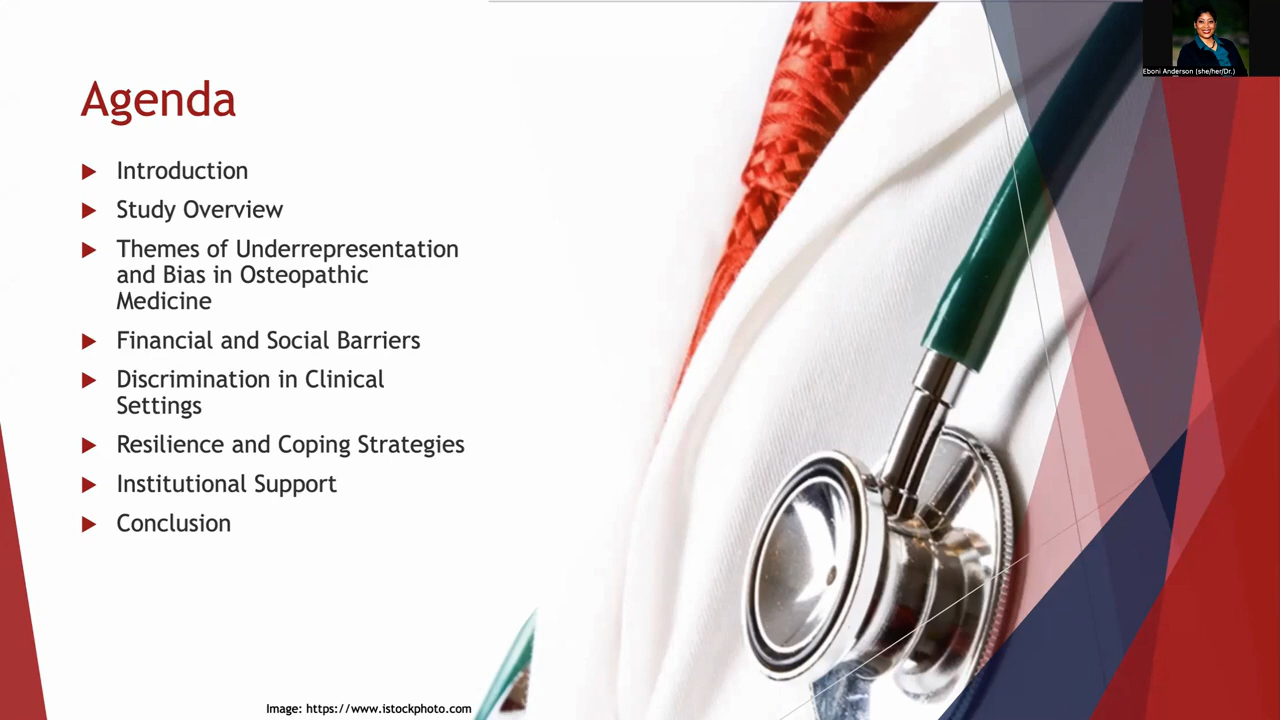 Agenda
Introduction
Study Overview
Themes of Underrepresentation
and Bias in Osteopathic
Medicine
Financial and Social Barriers
Discrimination in Clinical
Settings
Resilience and Coping Strategies
Institutional Support
Conclusion
Image: https://www.istockphoto.com
Eboni Anderson (she/her/Dr.)